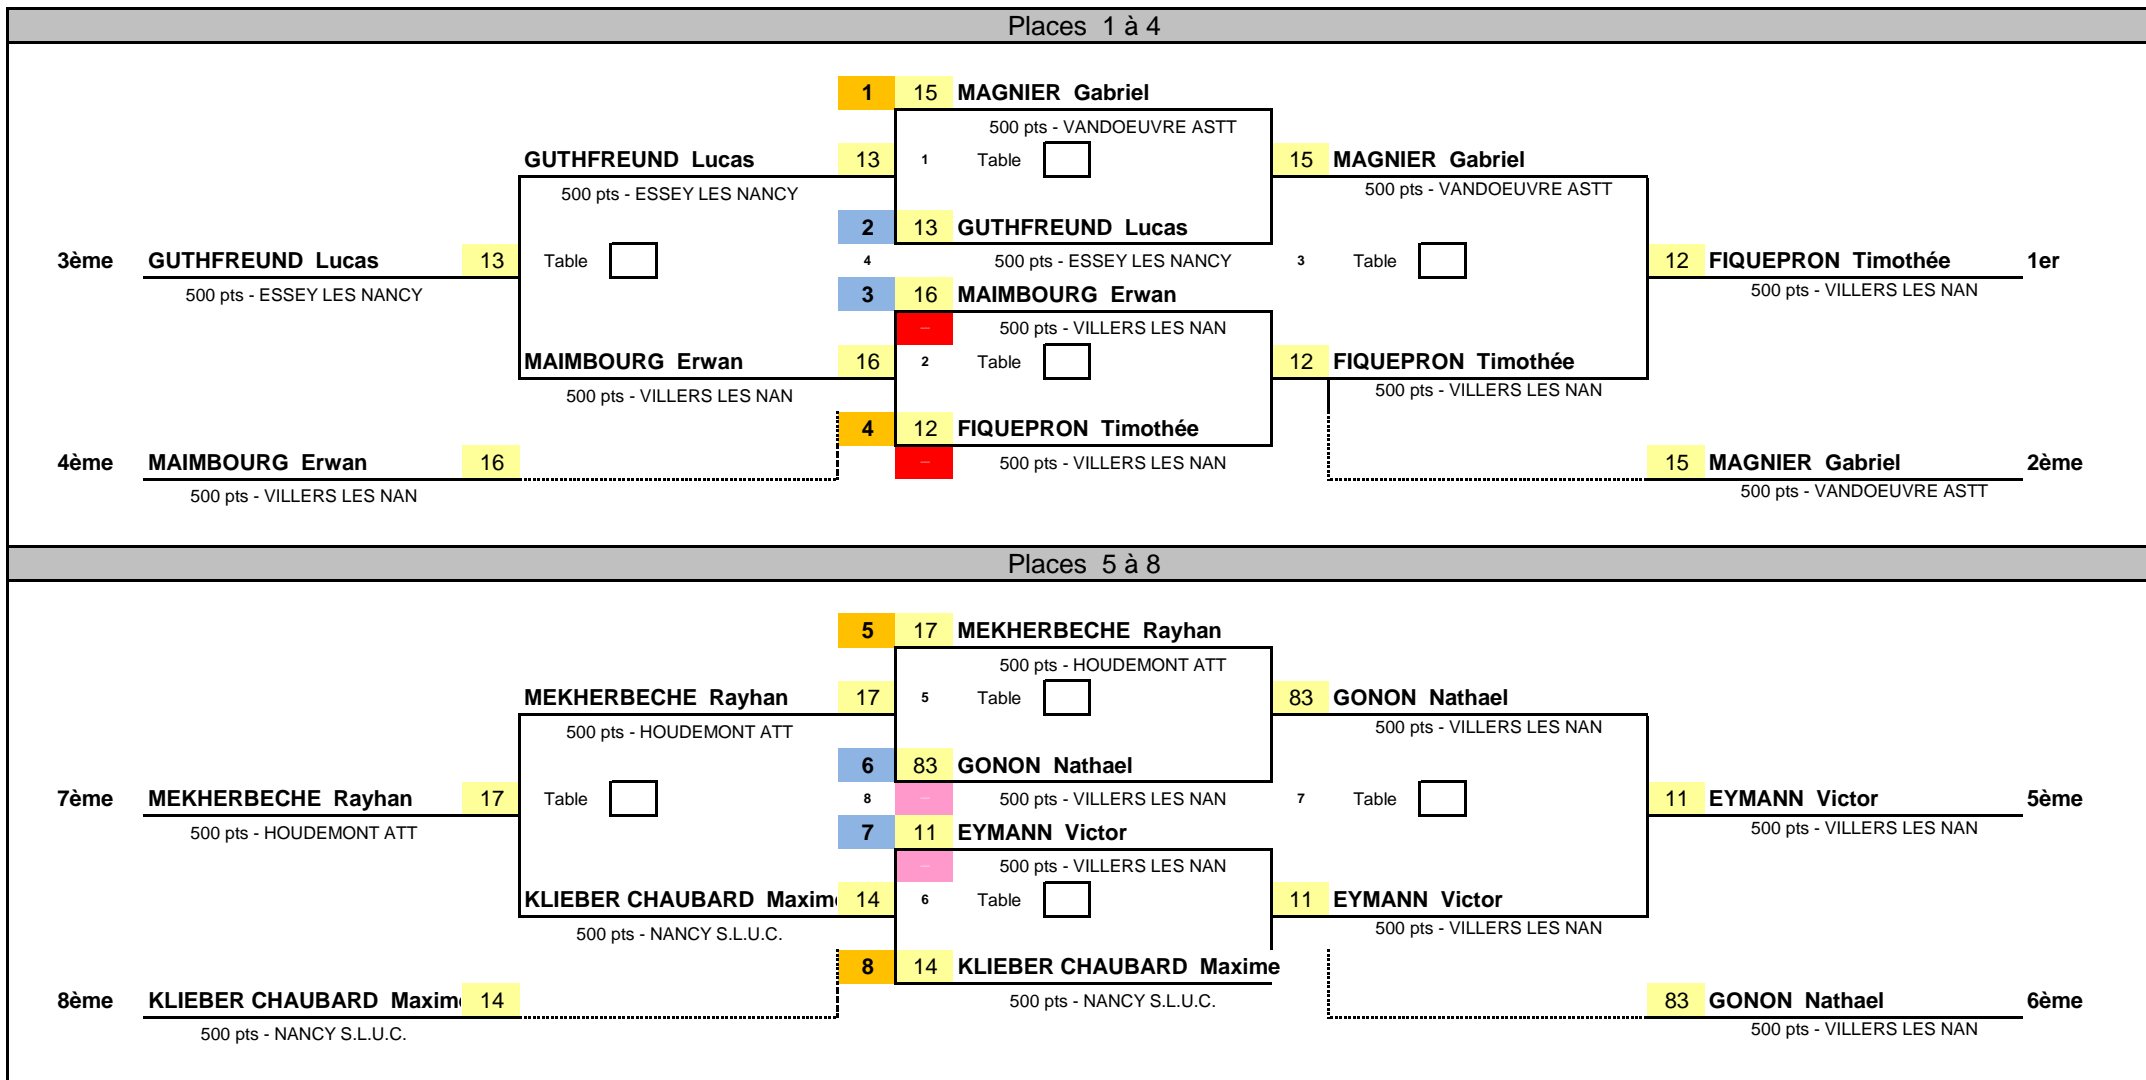 Places 1 à 4
1 15 MAGNIER Gabriel
500 pts - VANDOEUVRE ASTT
GUTHFREUND Lucas 13 1 Table 15 MAGNIER Gabriel
500 pts - ESSEY LES NANCY 500 pts - VANDOEUVRE ASTT
2 13 GUTHFREUND Lucas
3ème GUTHFREUND Lucas 13 Table 4 500 pts - ESSEY LES NANCY 3 Table 12 FIQUEPRON Timothée 1er
500 pts - ESSEY LES NANCY 3 16 MAIMBOURG Erwan 500 pts - VILLERS LES NAN
– 500 pts - VILLERS LES NAN
MAIMBOURG Erwan 16 2 Table 12 FIQUEPRON Timothée
500 pts - VILLERS LES NAN 500 pts - VILLERS LES NAN
4 12 FIQUEPRON Timothée
4ème MAIMBOURG Erwan 16 – 500 pts - VILLERS LES NAN 15 MAGNIER Gabriel 2ème
500 pts - VILLERS LES NAN 500 pts - VANDOEUVRE ASTT
Places 5 à 8
5 17 MEKHERBECHE Rayhan
500 pts - HOUDEMONT ATT
MEKHERBECHE Rayhan 17 5 Table 83 GONON Nathael
500 pts - HOUDEMONT ATT 500 pts - VILLERS LES NAN
6 83 GONON Nathael
7ème MEKHERBECHE Rayhan 17 Table 8 – 500 pts - VILLERS LES NAN 7 Table 11 EYMANN Victor 5ème
500 pts - HOUDEMONT ATT 7 11 EYMANN Victor 500 pts - VILLERS LES NAN
– 500 pts - VILLERS LES NAN
KLIEBER CHAUBARD Maxim 14 6 Table 11 EYMANN Victor
500 pts - NANCY S.L.U.C. 500 pts - VILLERS LES NAN
8 14 KLIEBER CHAUBARD Maxime
8ème KLIEBER CHAUBARD Maxim 14 500 pts - NANCY S.L.U.C. 83 GONON Nathael 6ème
500 pts - NANCY S.L.U.C. 500 pts - VILLERS LES NAN